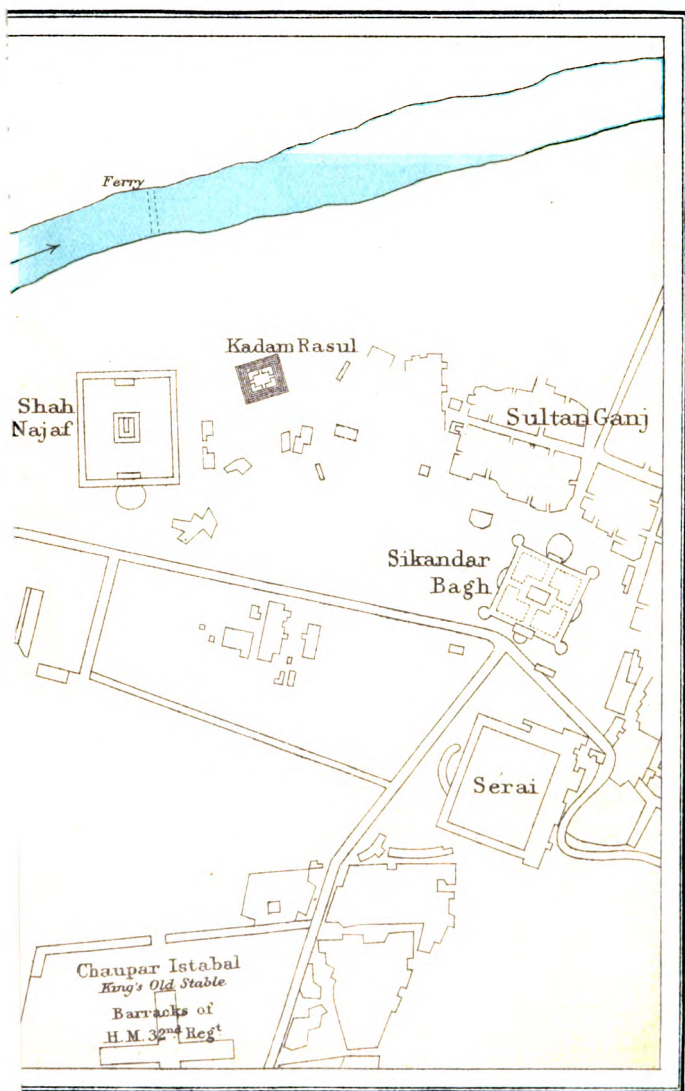 Ferry
Kadam Rasul
Shah
Najaf
Sultan Ganj
Sikandar
Bagh
Serai
Chaupar Istabal
King's Old Stable
Barracks of
H.M. 32nd Regt